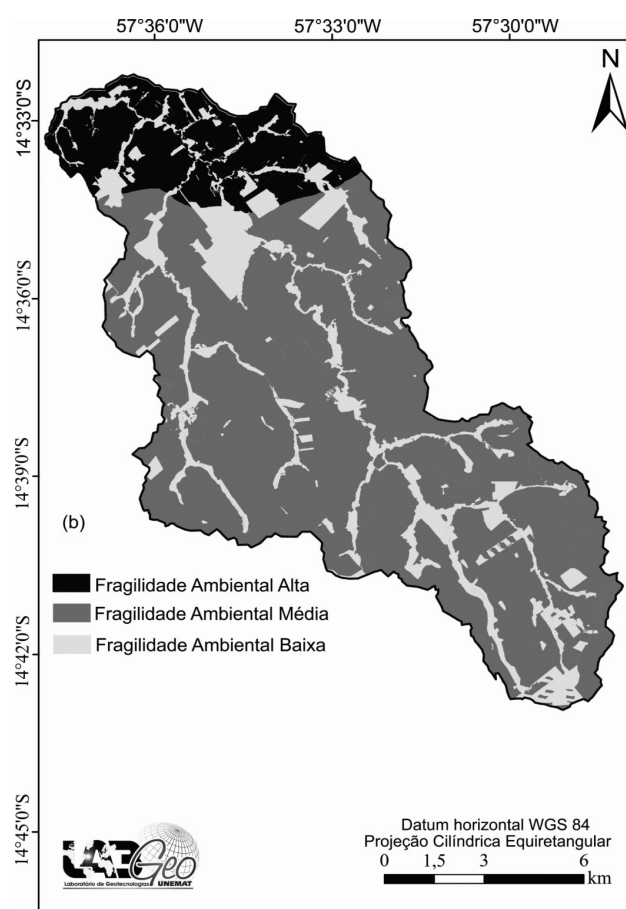 57°36'0"W
57°33'0"W
57°30'0"W
N
14°33'0"S
14°36'0"S
14°39'0"S
14°42'0"S
14°45'0"S
(b)
Fragilidade Ambiental Alta
Fragilidade Ambiental Média
Fragilidade Ambiental Baixa
Geo
Laboratório de Geotecnologias UNEMAT
Datum horizontal WGS 84
Projeção Cilíndrica Equiretangular
0 1,5 3 6
km